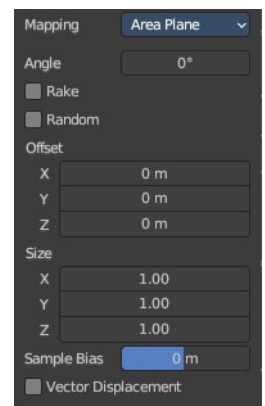 Mapping Area Plane
Angle 0°
Rake
Random
Offset
X 0 m
Y 0 m
Z 0 m
Size
X 1.00
Y 1.00
Z 1.00
Sample Bias 0 m
Vector Displacement